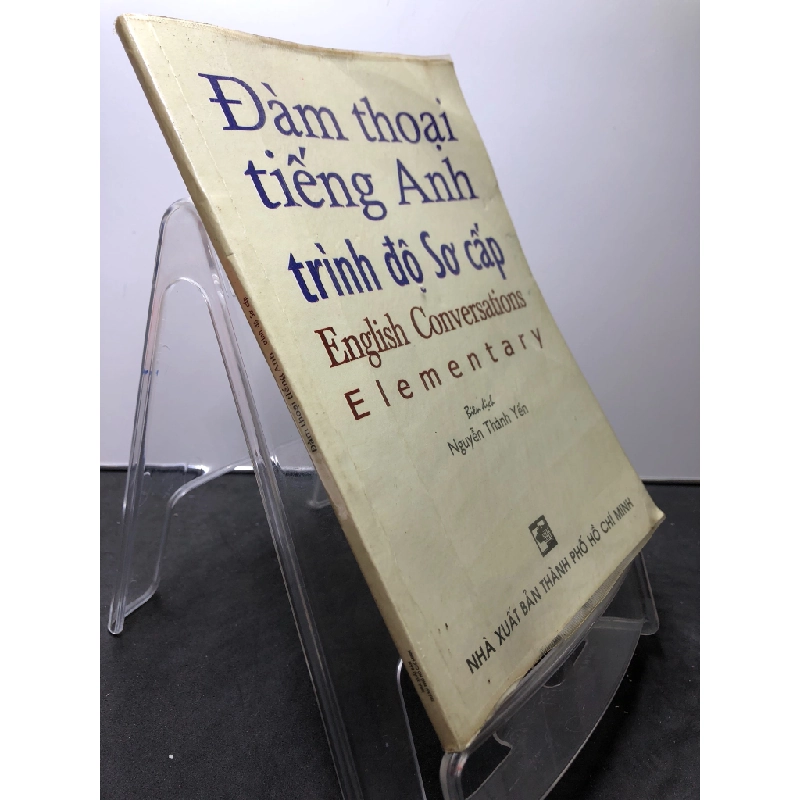 Đàm thoại
tiếng Anh
trình độ Sơ cấp
English Conversations
Elementary
Biên dịch
Nguyễn Thành Yến
NHÀ XUẤT BẢN THÀNH PHỐ HỒ CHÍ MINH